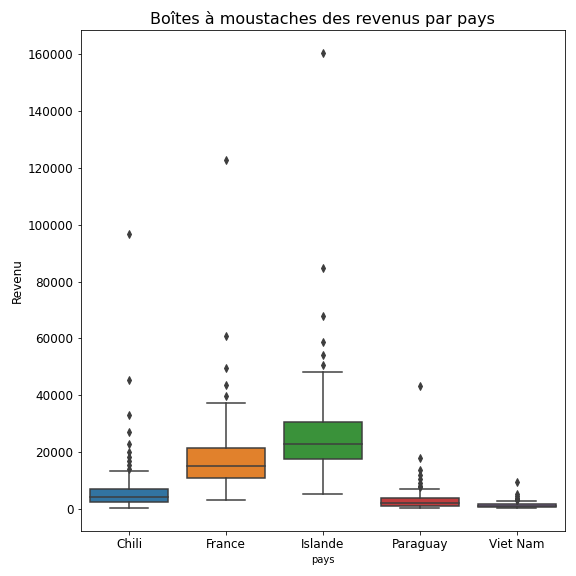 Boîtes à moustaches des revenus par pays
160000
140000
120000
100000
80000
60000
40000
20000
0
Revenu
Chili France Islande Paraguay Viet Nam
pays